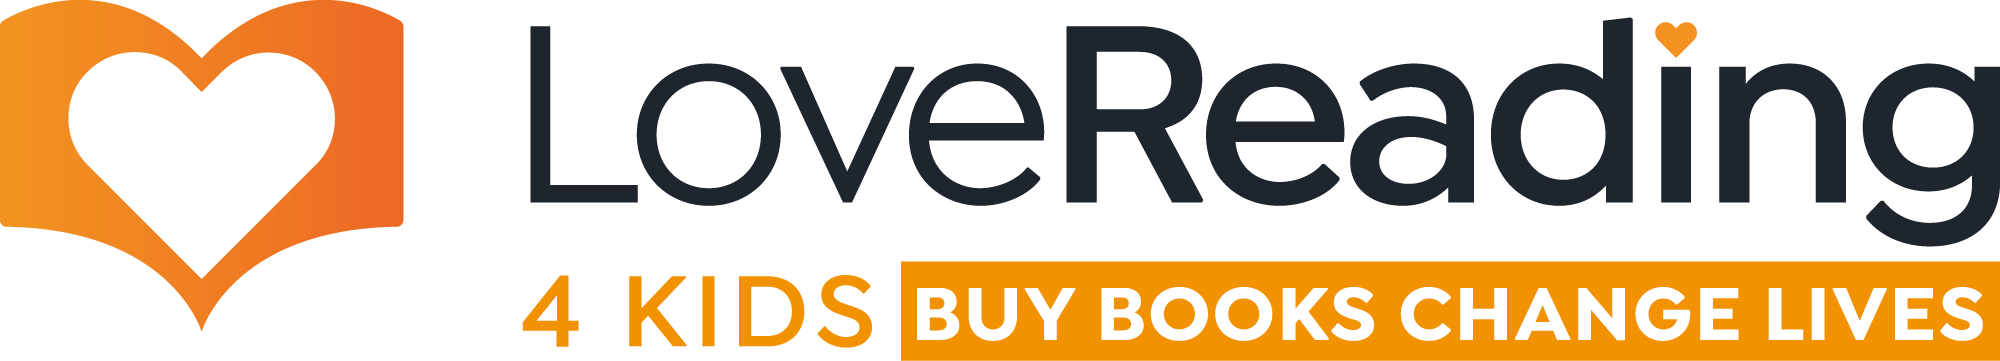 LoveReading
4 KIDS BUY BOOKS CHANGE LIVES